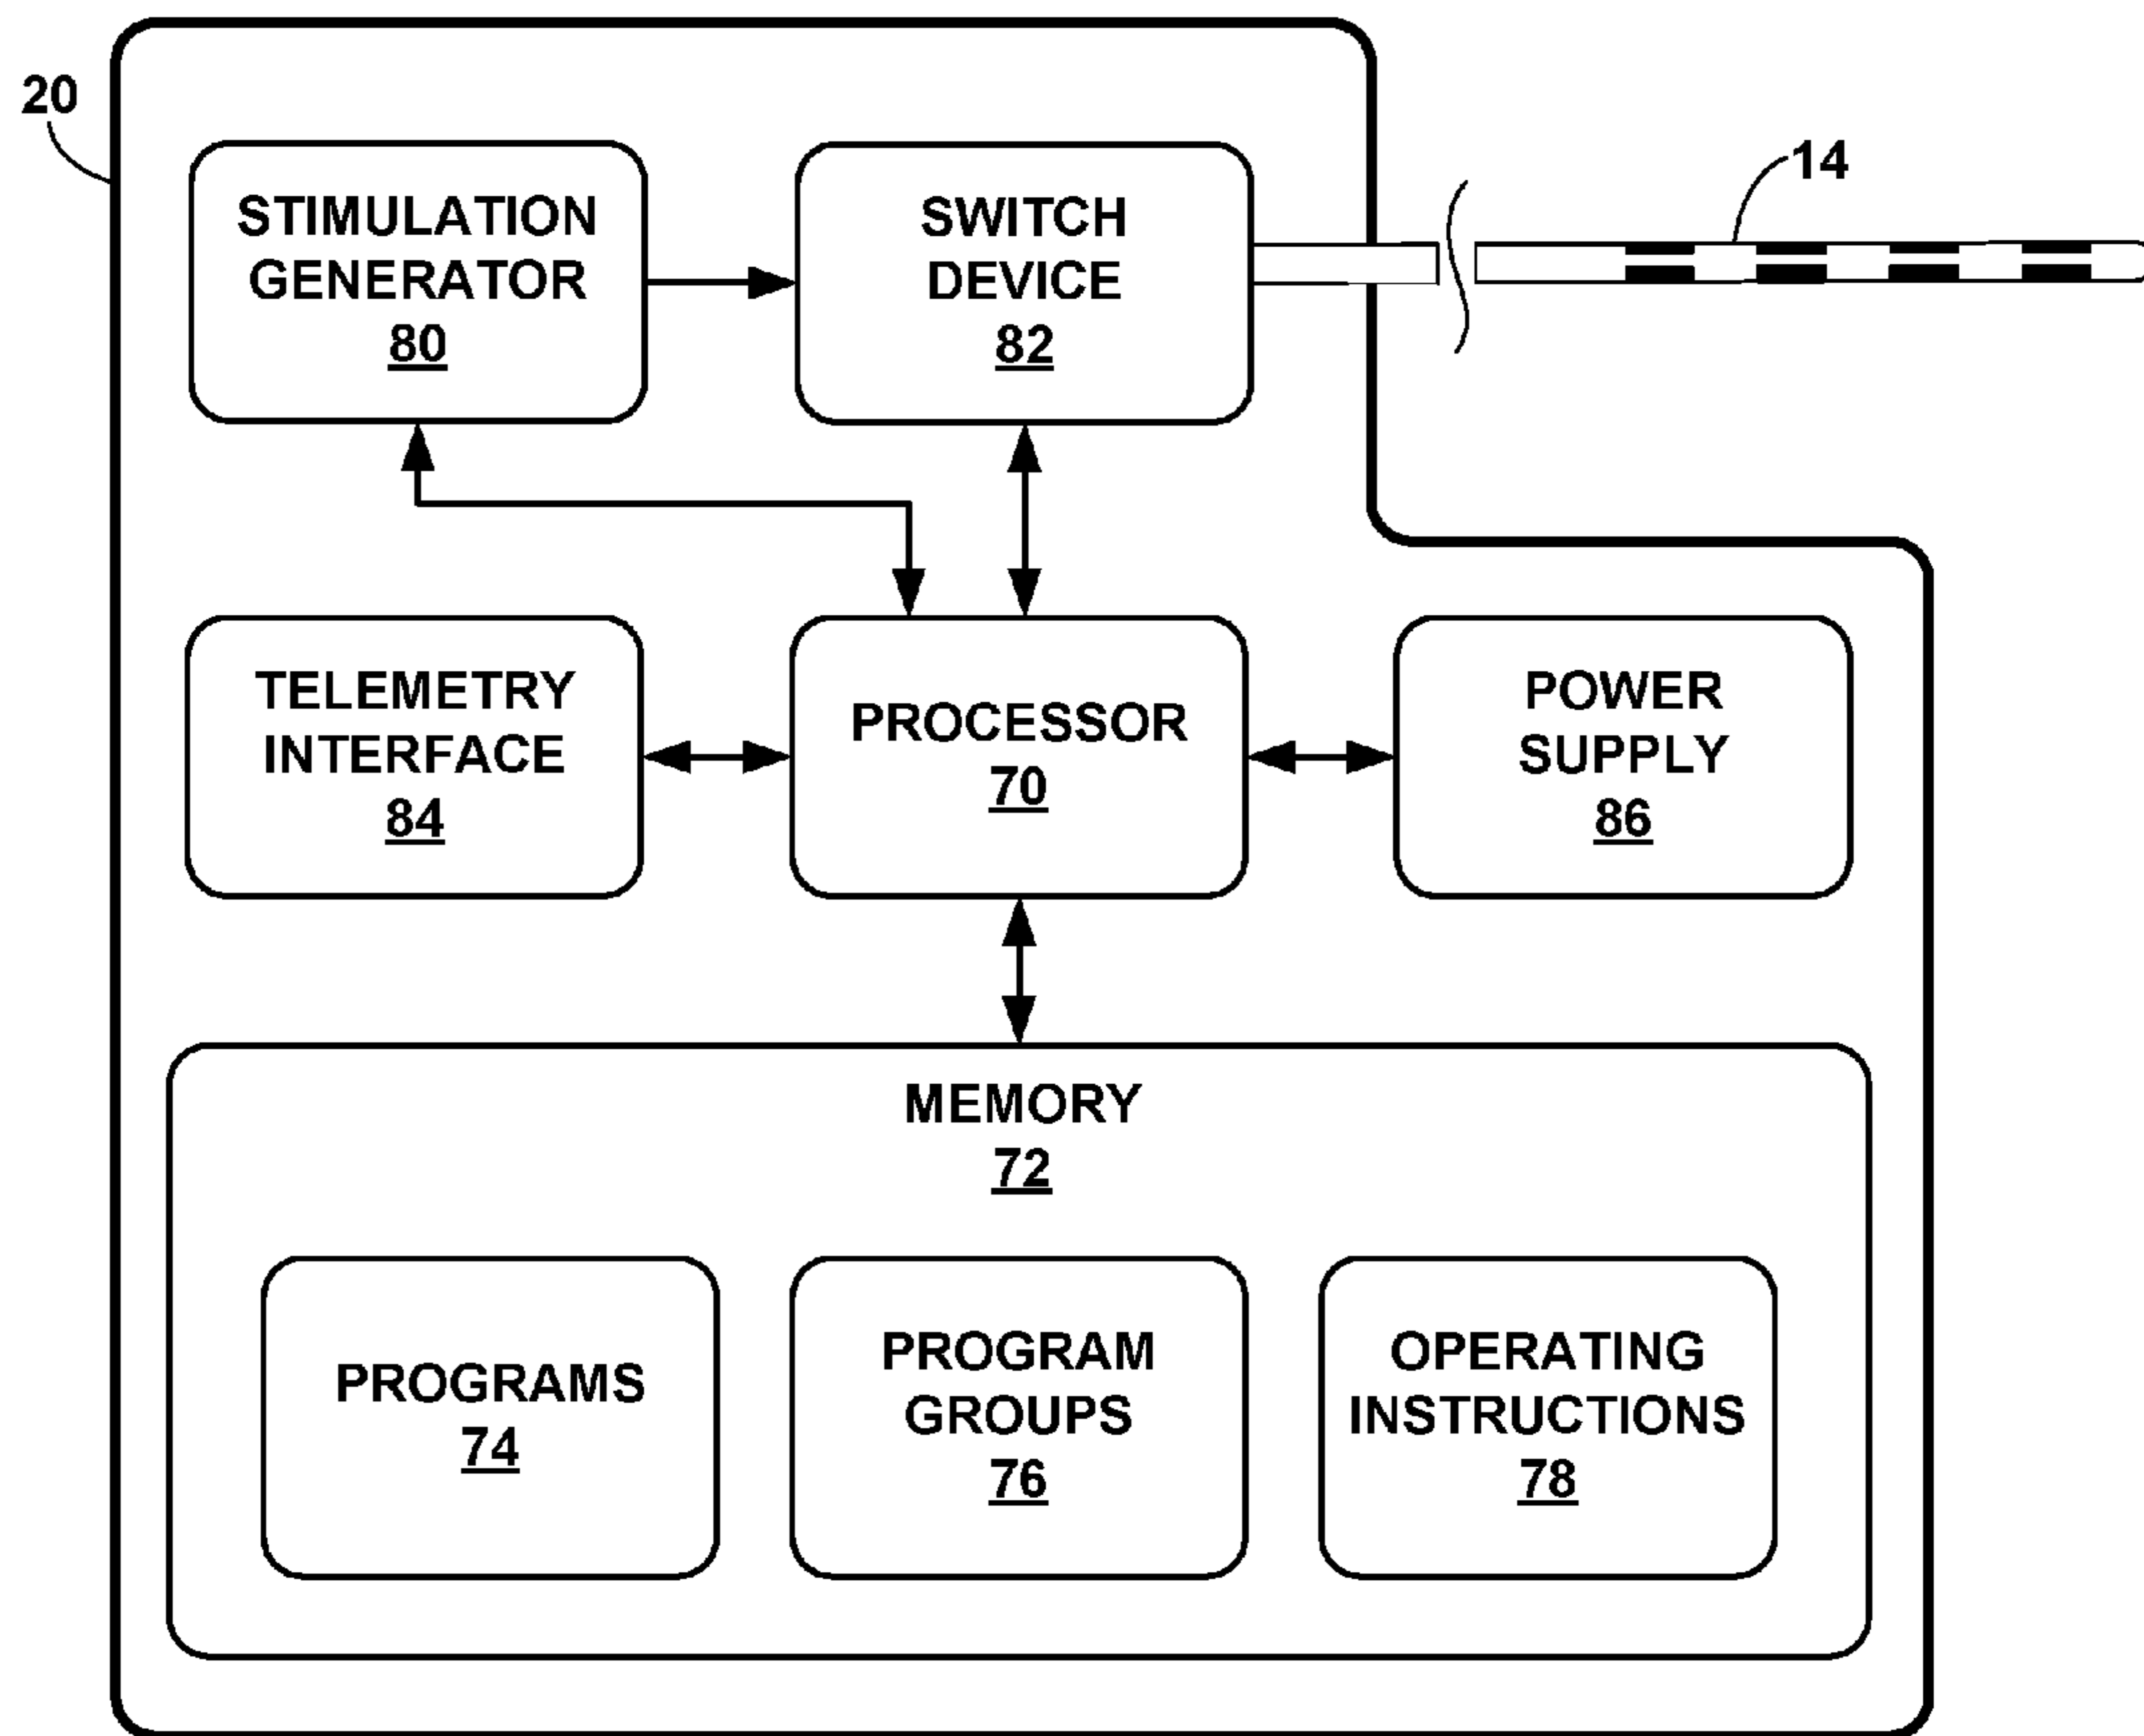 20
14
STIMULATION
GENERATOR
80
SWITCH
DEVICE
82
TELEMETRY
INTERFACE
84
PROCESSOR
70
POWER
SUPPLY
86
MEMORY
72
PROGRAMS
74
PROGRAM
GROUPS
76
OPERATING
INSTRUCTIONS
78